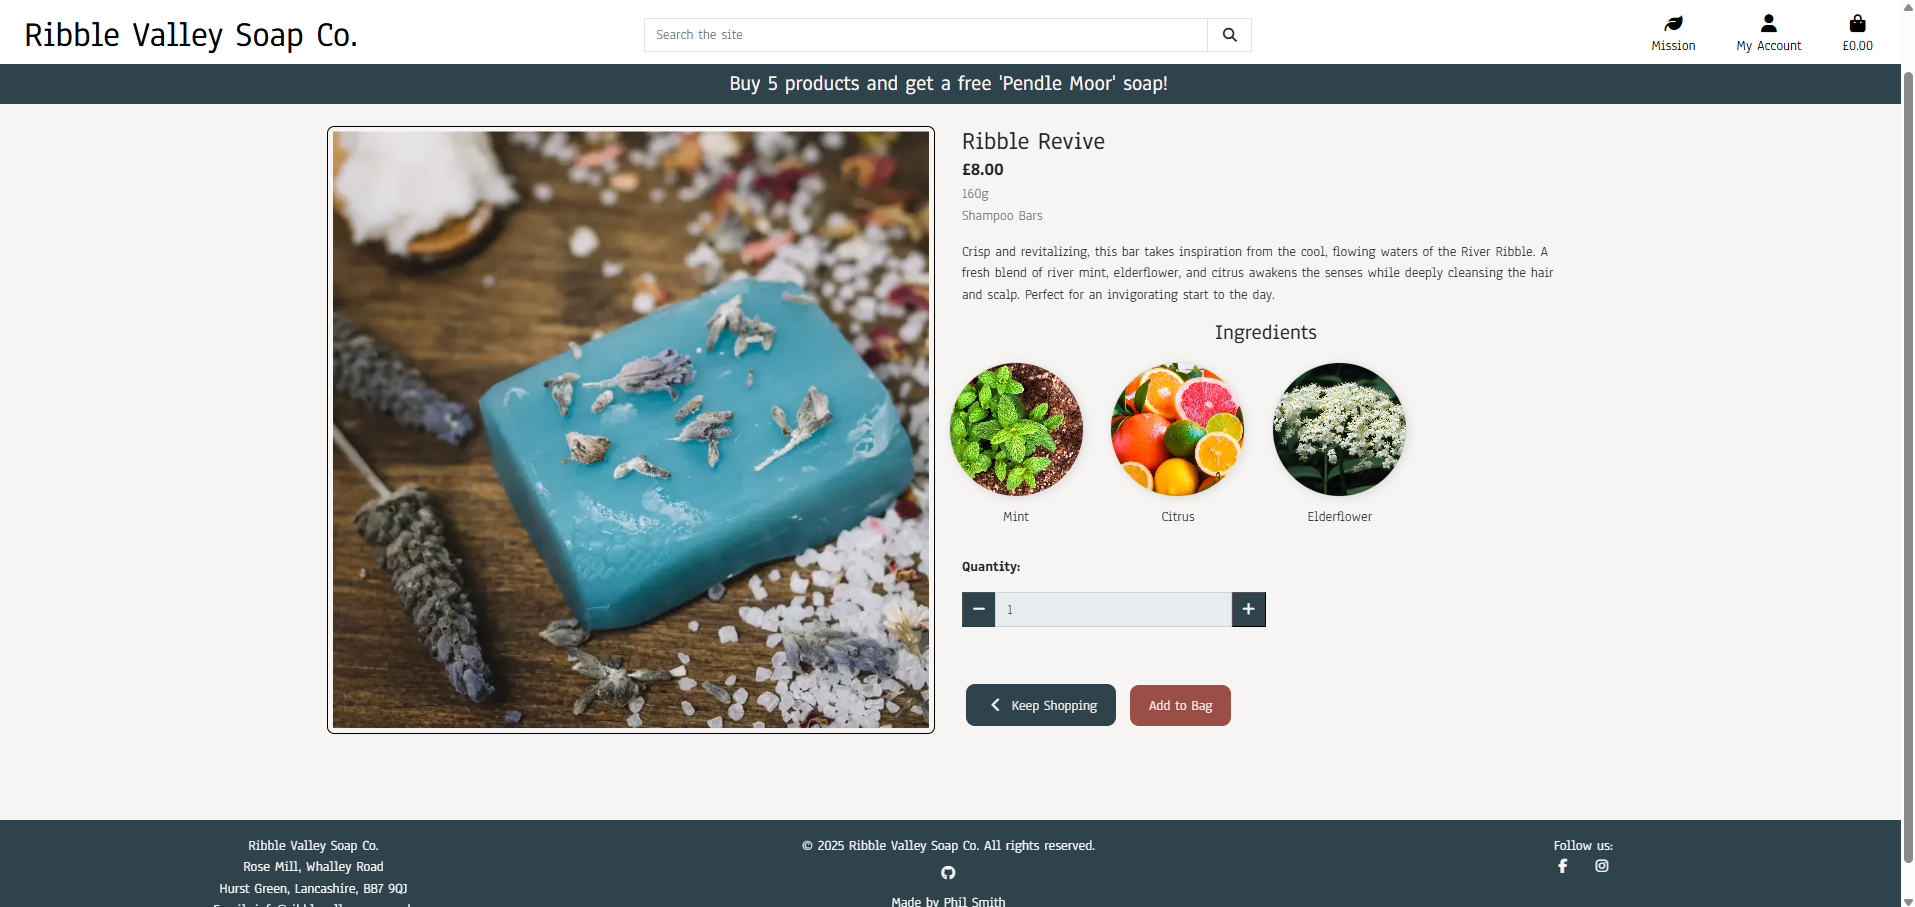 Ribble Valley Soap Co.
Search the site
Mission
My Account
£0.00
Buy 5 products and get a free 'Pendle Moor' soap!
Ribble Revive
£8.00
160g
Shampoo Bars
Crisp and revitalizing, this bar takes inspiration from the cool, flowing waters of the River Ribble. A
fresh blend of river mint, elderflower, and citrus awakens the senses while deeply cleansing the hair
and scalp. Perfect for an invigorating start to the day.
Ingredients
Mint
Citrus
Elderflower
Quantity:
1
Keep Shopping
Add to Bag
Ribble Valley Soap Co.
Rose Mill, Whalley Road
Hurst Green, Lancashire, BB7 9QJ
© 2025 Ribble Valley Soap Co. All rights reserved.
Made by Phil Smith
Follow us: